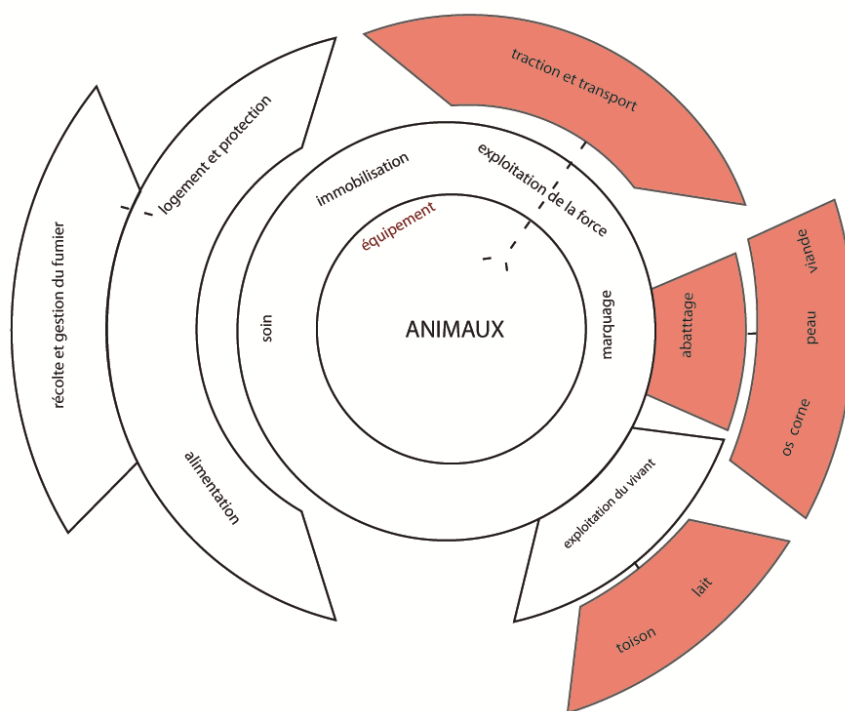 traction et transport
logement et protection
immobilisation
exploitation de la force
équipement
récolte et gestion du fumier
soin
ANIMAUX
marquage
abatttage
viande
peau
os corne
alimentation
exploitation du vivant
lait
toison